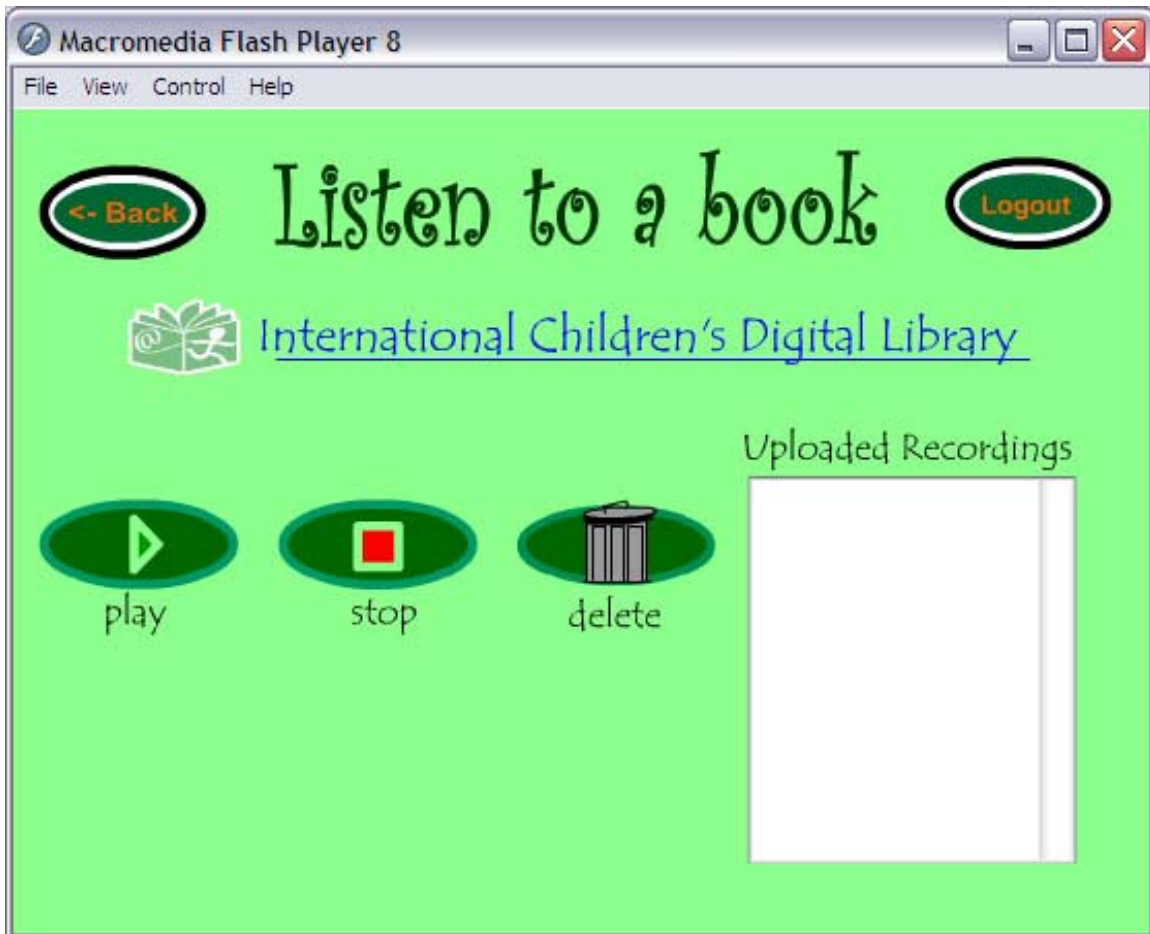 Macromedia Flash Player 8
File View Control Help
<- Back
Listen to a book
Logout
@
International Children's Digital Library
Uploaded Recordings
play
stop
delete